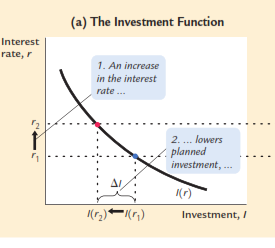 (a) The Investment Function
Interest
rate, r
1. An increase
in the interest
rate ...
r₂
r₁
2. ... lowers
planned
investment, ...
ΔI
I(r)
I(r₂) I(r₁)
Investment, I